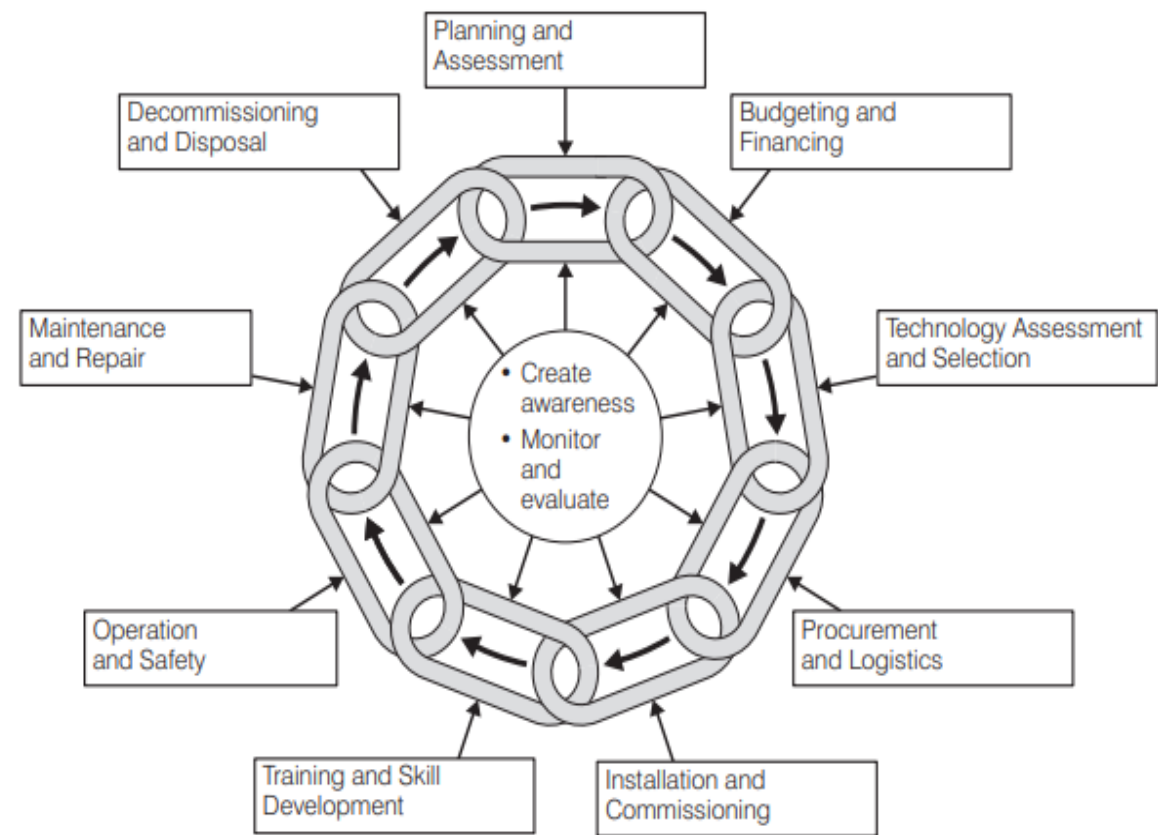 Planning and
Assessment
Decommissioning
and Disposal
Budgeting and
Financing
Maintenance
and Repair
• Create
awareness
• Monitor
and
evaluate
Technology Assessment
and Selection
Operation
and Safety
Procurement
and Logistics
Training and Skill
Development
Installation and
Commissioning